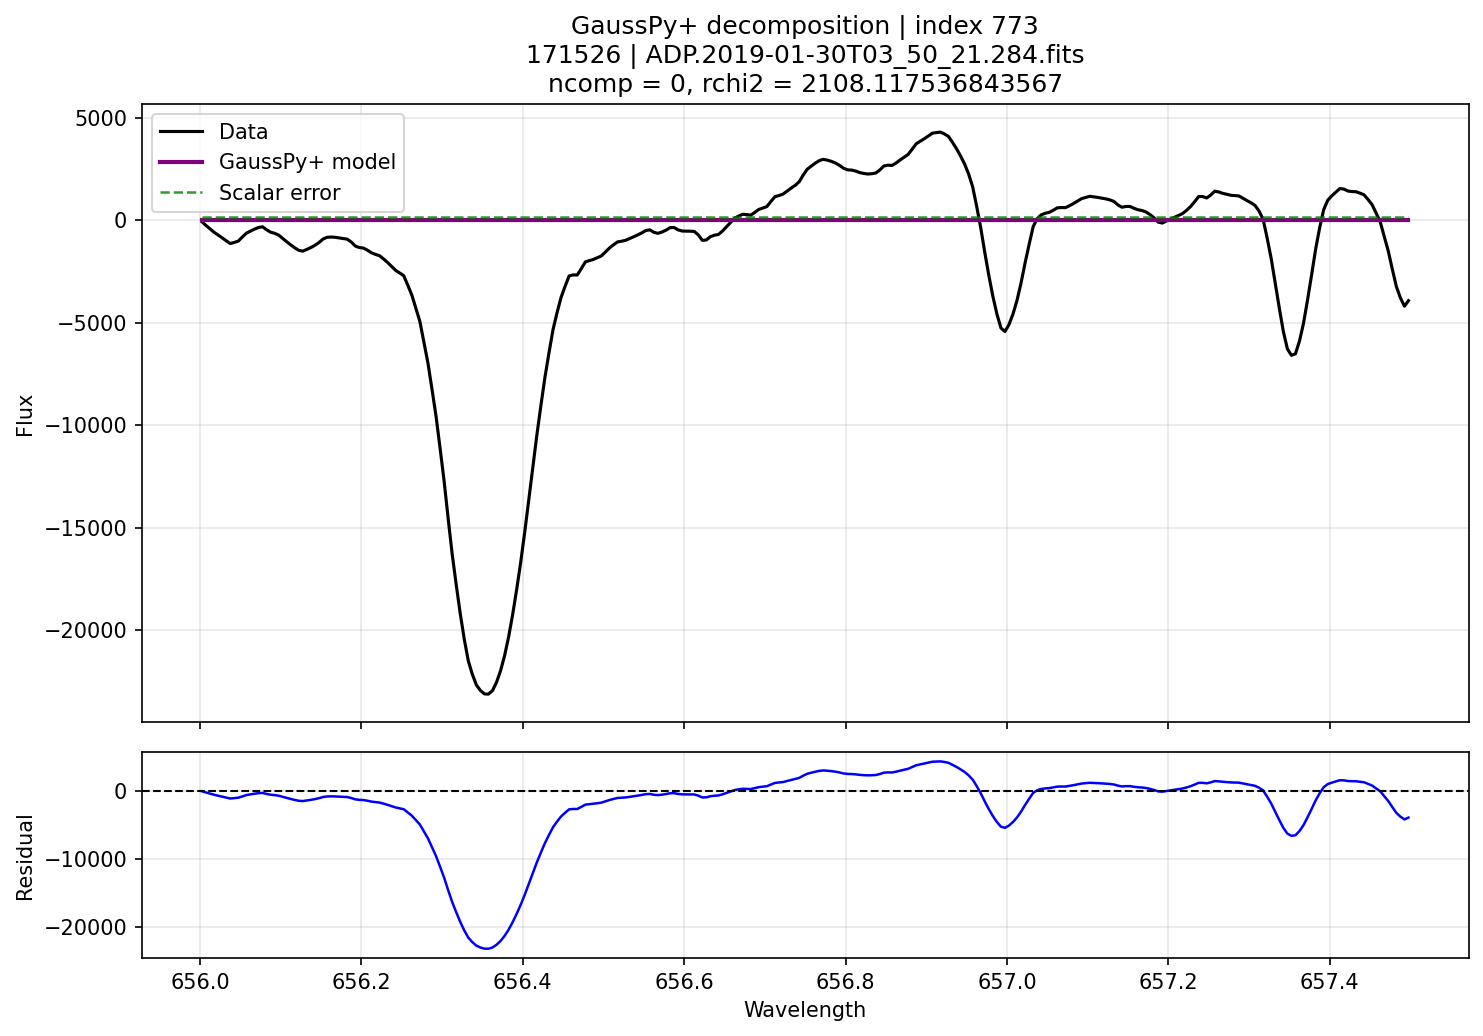 GaussPy+ decomposition | index 773
171526 | ADP.2019-01-30T03_50_21.284.fits
ncomp = 0, rchi2 = 2108.117536843567
Data
GaussPy+ model
Scalar error
5000
0
−5000
−10000
−15000
−20000
Flux
0
−10000
−20000
Residual
656.0 656.2 656.4 656.6 656.8 657.0 657.2 657.4
Wavelength